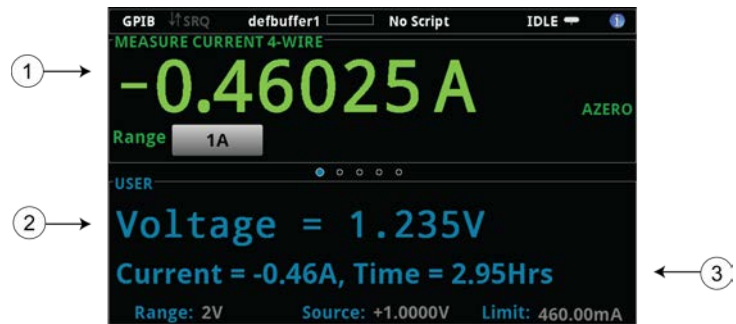 GPIB ↓↑SRQ defbuffer1 No Script IDLE i
MEASURE CURRENT 4-WIRE
1
-0.46025 A
AZERO
Range 1A
USER
2
Voltage = 1.235V
Current = -0.46A, Time = 2.95Hrs
3
Range: 2V Source: +1.0000V Limit: 460.00mA